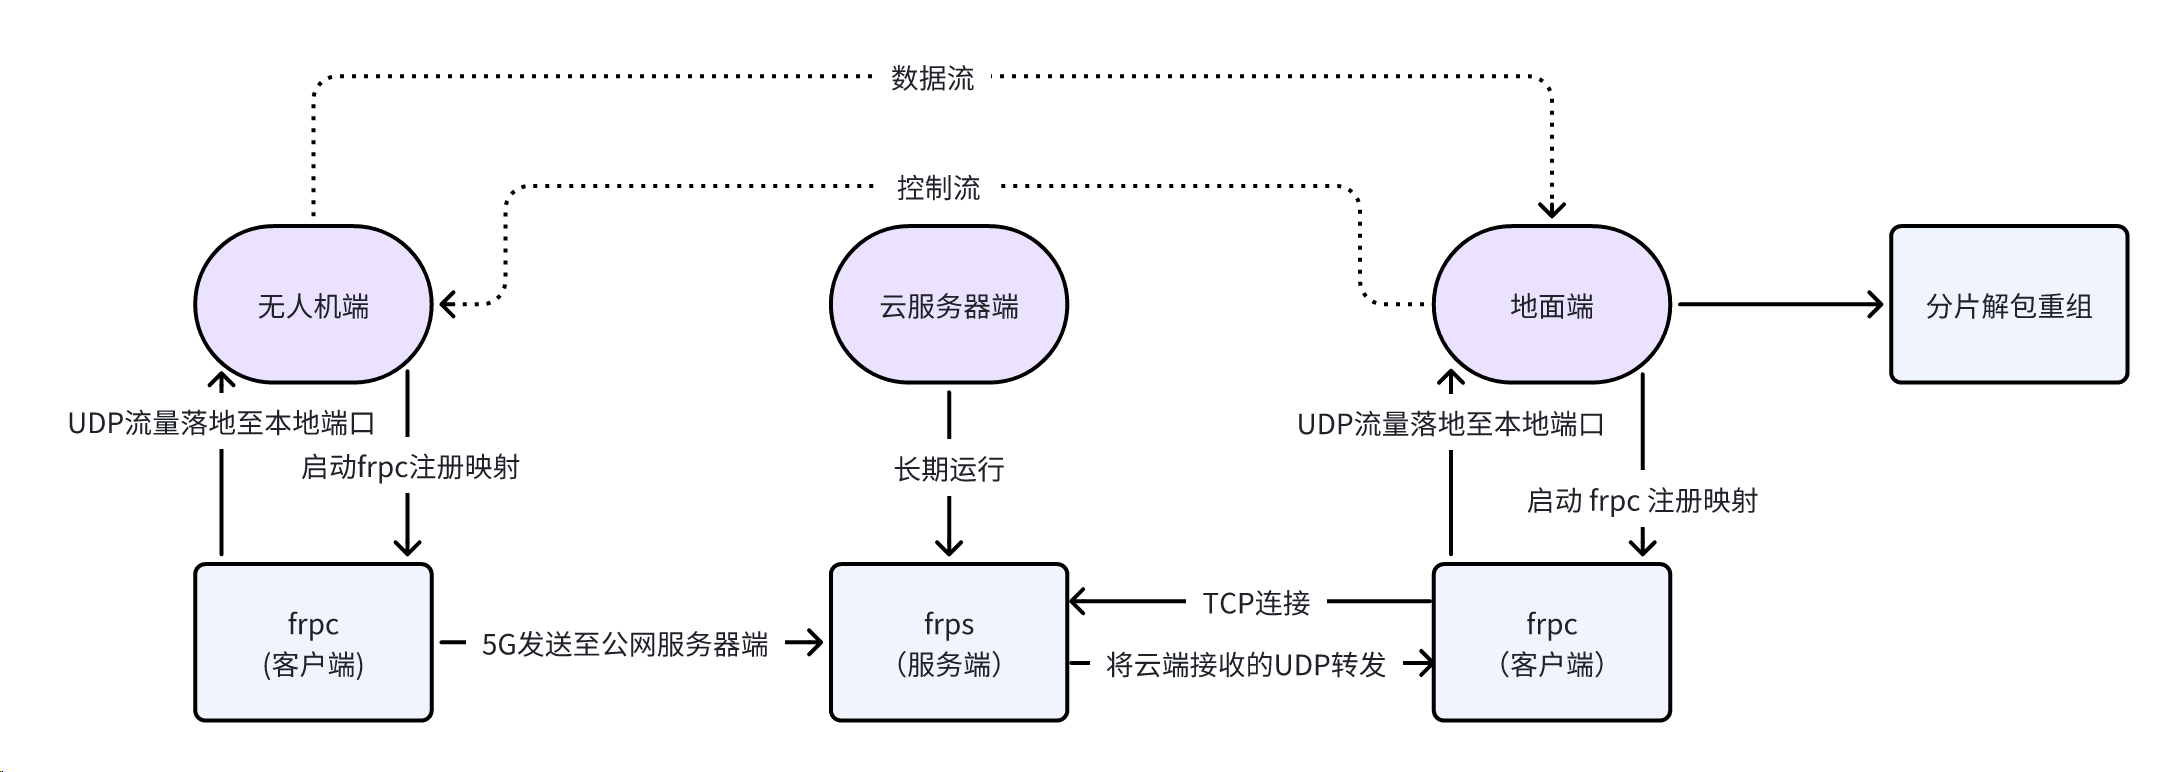 数据流
控制流
无人机端
云服务器端
地面端
分片解包重组
UDP流量落地至本地端口
启动frpc注册映射
长期运行
UDP流量落地至本地端口
启动 frpc 注册映射
frpc
(客户端)
5G发送至公网服务器端
frps
（服务端）
TCP连接
将云端接收的UDP转发
frpc
（客户端）